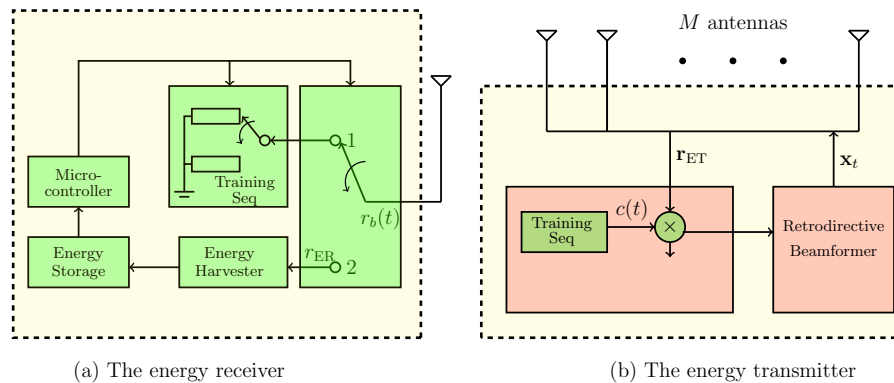 Micro-
controller
Energy
Storage
Energy
Harvester
Training
Seq
1
r_b(t)
r_ER
2
(a) The energy receiver
M antennas
r_ET
x_t
Training
Seq
c(t)
×
Retrodirective
Beamformer
(b) The energy transmitter